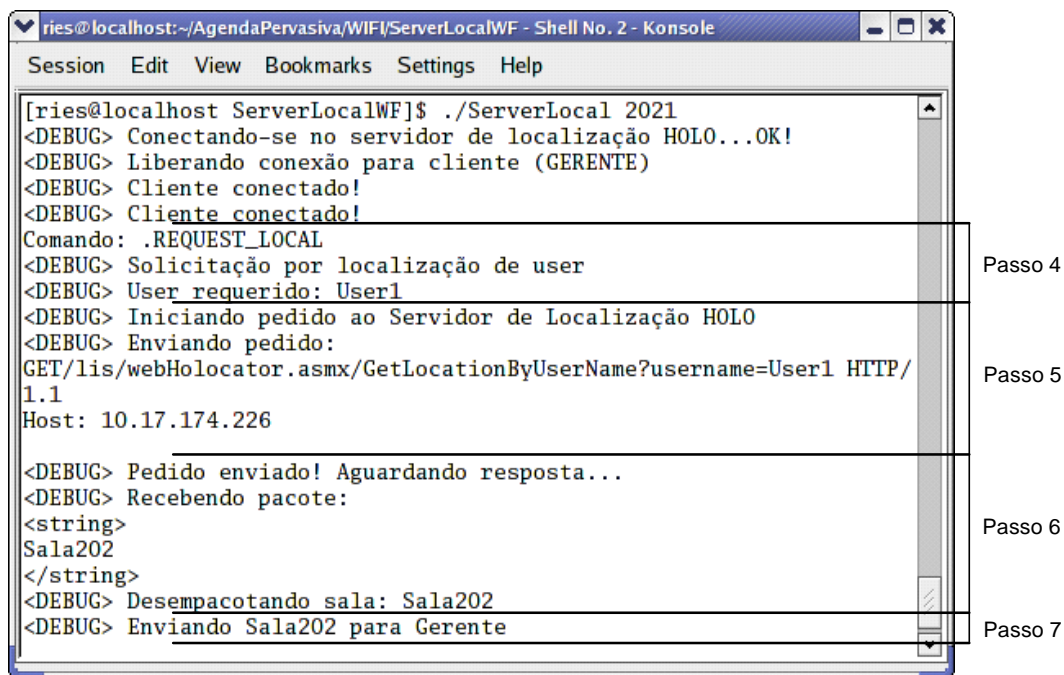 ries@localhost:~/AgendaPervasiva/WIFI/ServerLocalWF - Shell No. 2 - Konsole
Session Edit View Bookmarks Settings Help
[ries@localhost ServerLocalWF]$ ./ServerLocal 2021
<DEBUG> Conectando-se no servidor de localização HOLO...OK!
<DEBUG> Liberando conexão para cliente (GERENTE)
<DEBUG> Cliente conectado!
<DEBUG> Cliente conectado!
Comando: .REQUEST_LOCAL
<DEBUG> Solicitação por localização de user
Passo 4
<DEBUG> User requerido: User1
<DEBUG> Iniciando pedido ao Servidor de Localização HOLO
<DEBUG> Enviando pedido:
GET/lis/webHolocator.asmx/GetLocationByUserName?username=User1 HTTP/
Passo 5
1.1
Host: 10.17.174.226
<DEBUG> Pedido enviado! Aguardando resposta...
<DEBUG> Recebendo pacote:
<string>
Passo 6
Sala202
</string>
<DEBUG> Desempacotando sala: Sala202
<DEBUG> Enviando Sala202 para Gerente
Passo 7